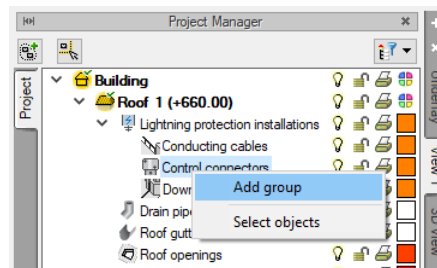 Project Manager
Project
Building
Roof 1 (+660.00)
Lightning protection installations
Conducting cables
Control connectors
Add group
Select objects
Drain pip
Roof gutt
Roof openings
Underlay
View 1
3D view